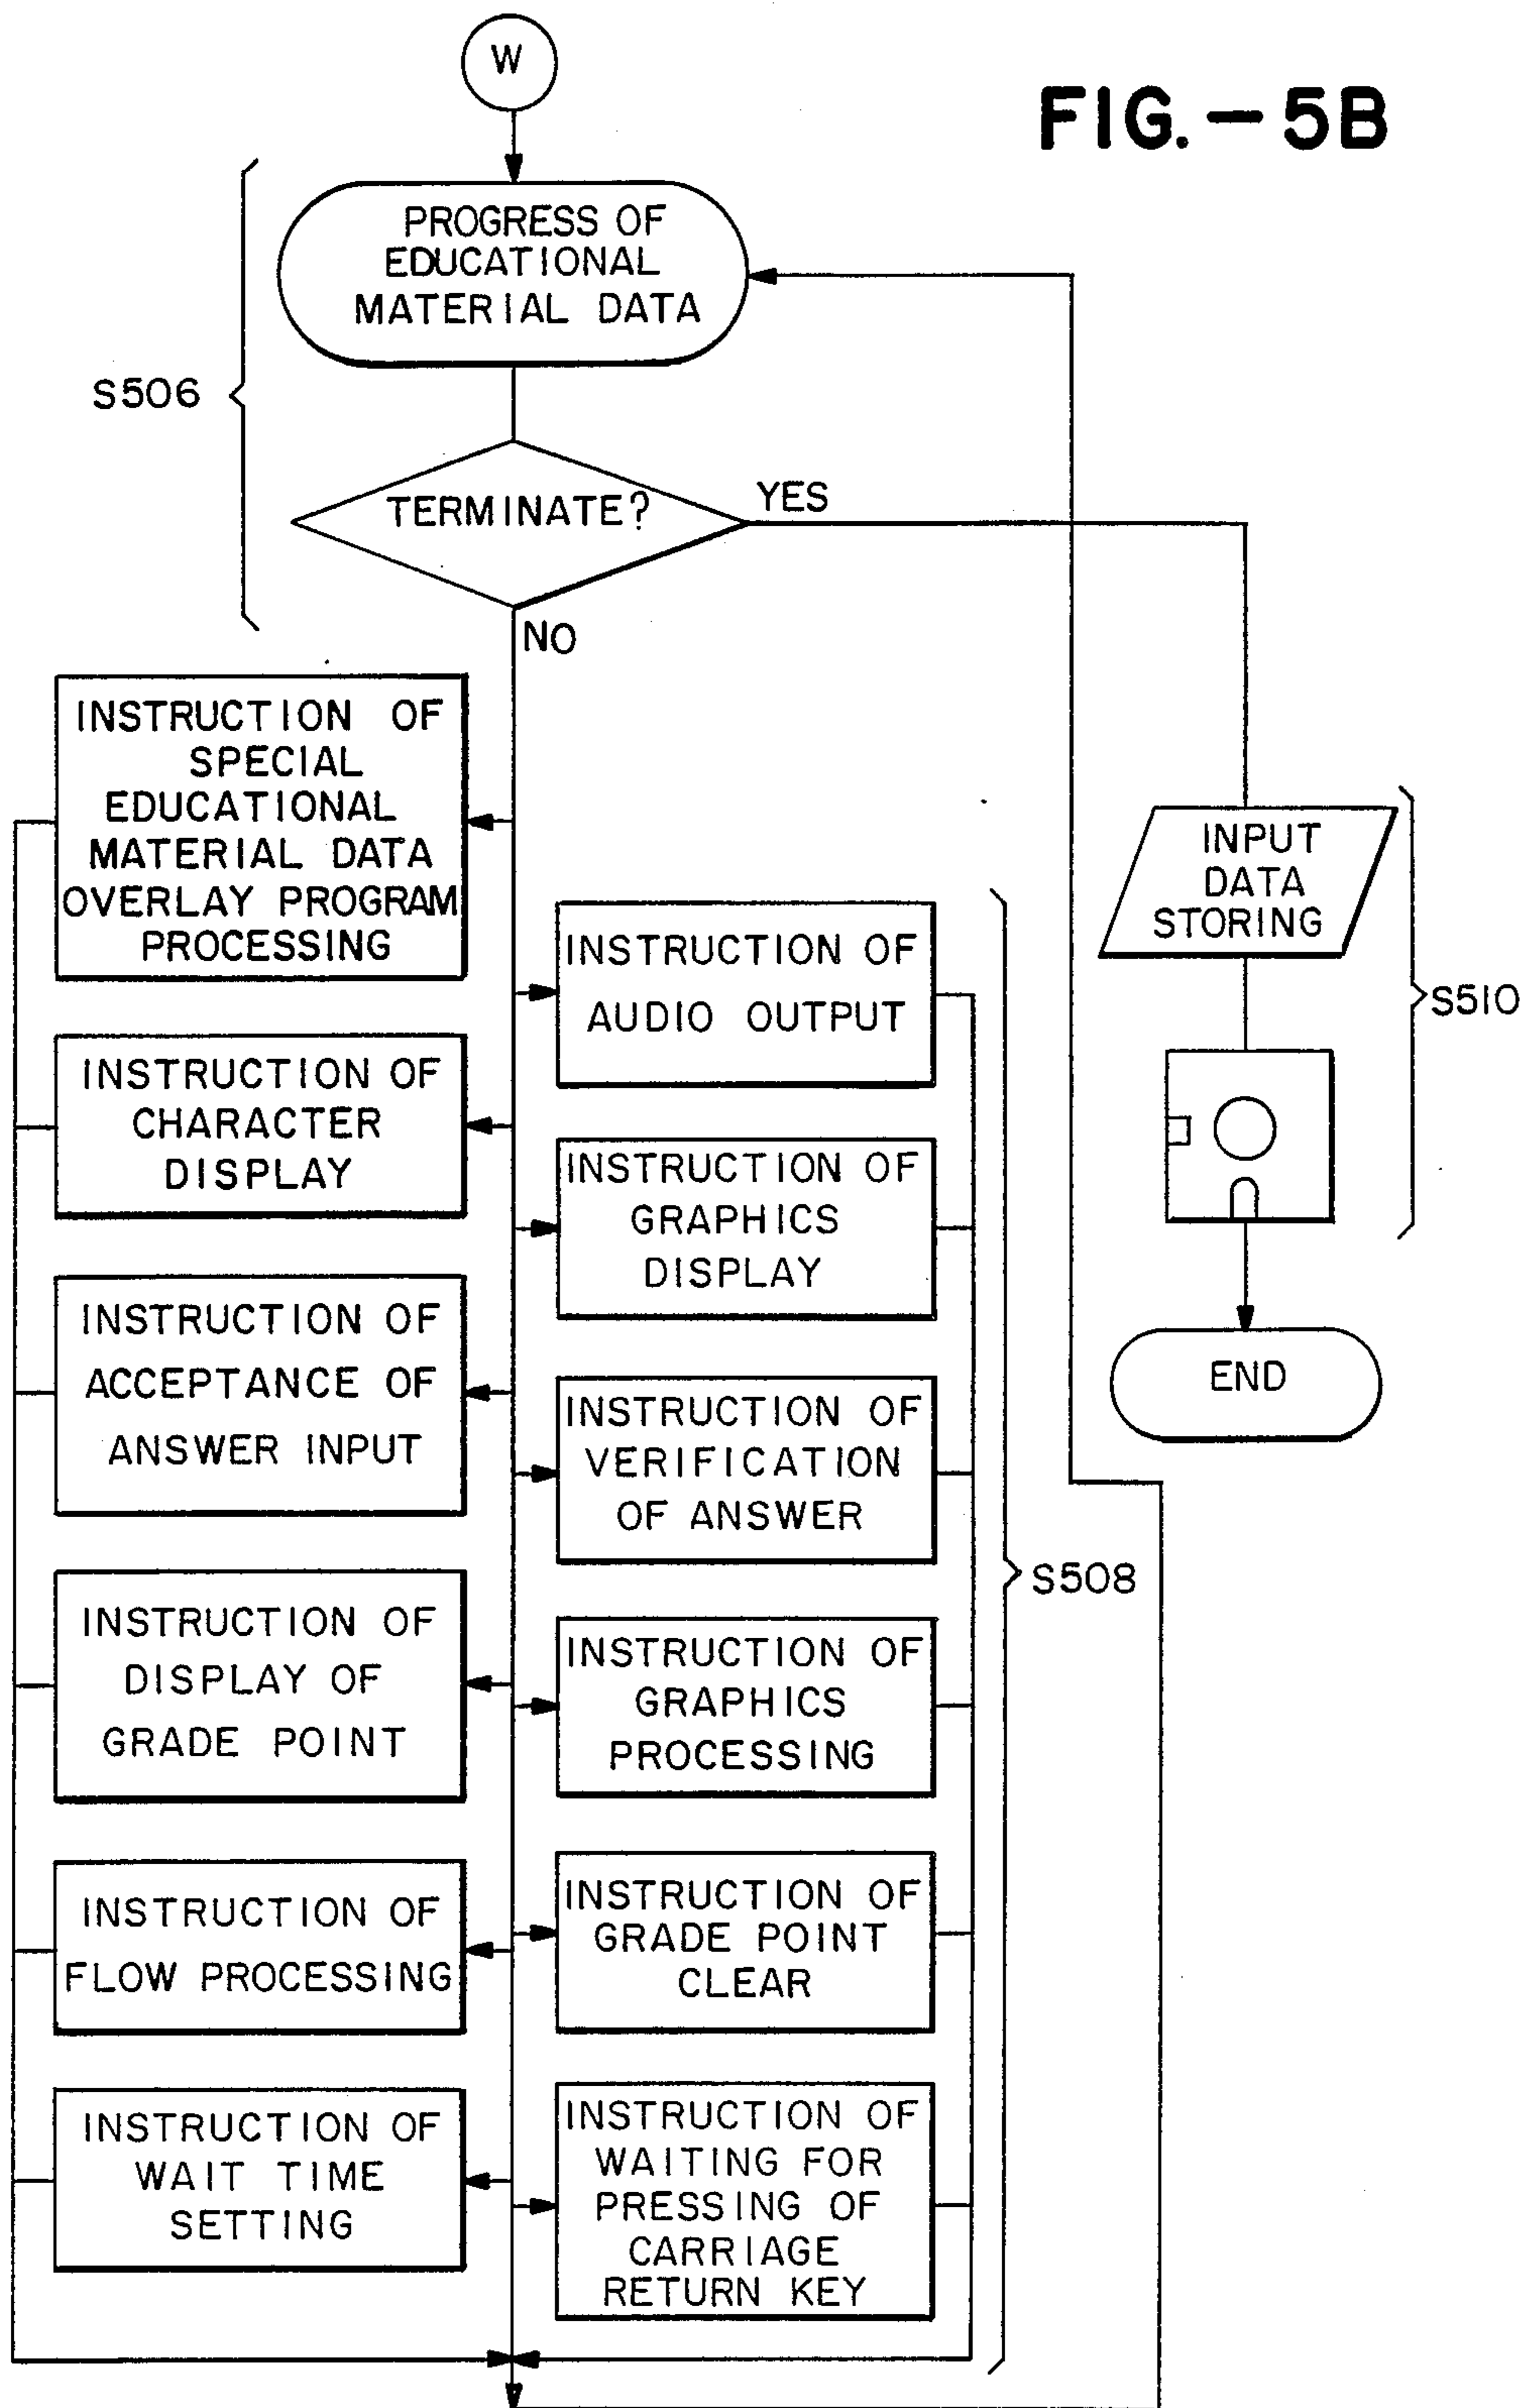 W
FIG.-5B
PROGRESS OF
EDUCATIONAL
MATERIAL DATA
S506
TERMINATE?
YES
NO
INSTRUCTION OF
SPECIAL
EDUCATIONAL
MATERIAL DATA
OVERLAY PROGRAM
PROCESSING
INSTRUCTION OF
CHARACTER
DISPLAY
INSTRUCTION OF
ACCEPTANCE OF
ANSWER INPUT
INSTRUCTION OF
DISPLAY OF
GRADE POINT
INSTRUCTION OF
FLOW PROCESSING
INSTRUCTION OF
WAIT TIME
SETTING
INSTRUCTION OF
AUDIO OUTPUT
INSTRUCTION OF
GRAPHICS
DISPLAY
INSTRUCTION OF
VERIFICATION
OF ANSWER
INSTRUCTION OF
GRAPHICS
PROCESSING
INSTRUCTION OF
GRADE POINT
CLEAR
INSTRUCTION OF
WAITING FOR
PRESSING OF
CARRIAGE
RETURN KEY
S508
INPUT
DATA
STORING
S510
END